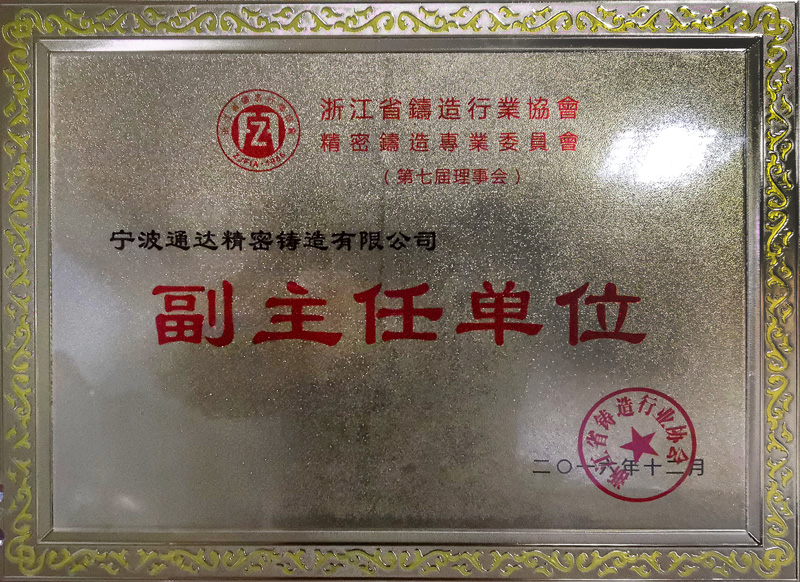 浙江省鑄造行業協會
精密鑄造專業委員會
（第七届理事会）
宁波通达精密铸造有限公司
副主任单位
浙江省铸造行业协会
二〇一六年十二月